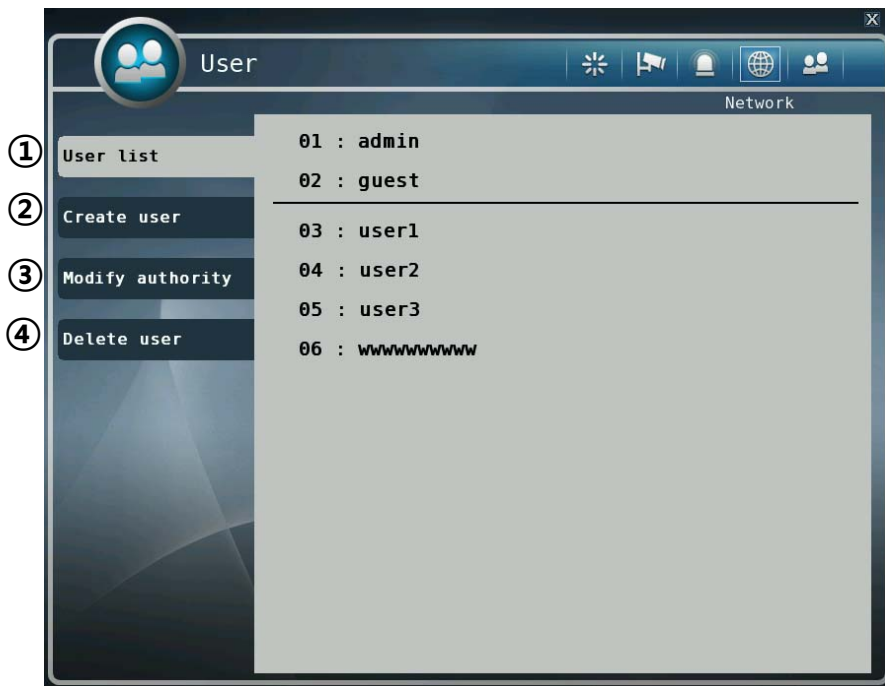 X
User
Network
① User list
② Create user
③ Modify authority
④ Delete user
01 : admin
02 : guest
03 : user1
04 : user2
05 : user3
06 : wwwwwwwwww